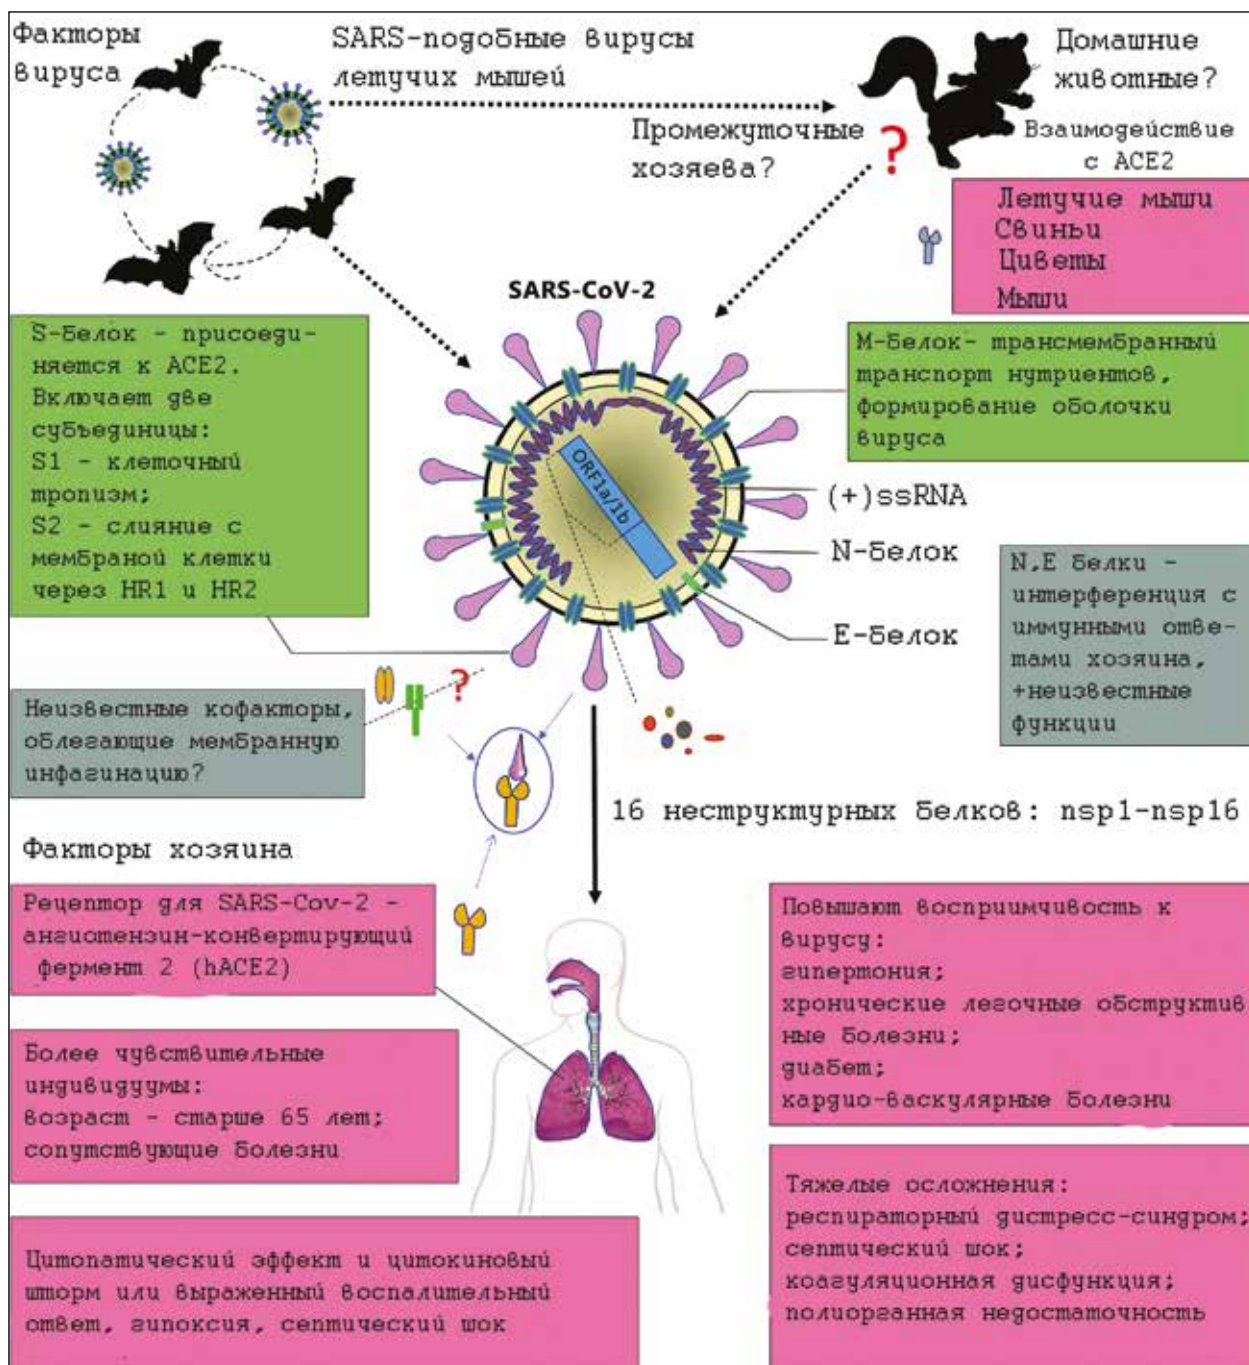 Факторы
вируса
SARS-подобные вирусы
летучих мышей
Домашние
животные?
Промежуточные
хозяева?
?
Взаимодействие
с ACE2
Летучие мыши
Свиньи
Циветы
Мыши
SARS-CoV-2
S-белок - присоеди-
няется к ACE2.
Включает две
субъединицы:
S1 - клеточный
тропизм;
S2 - слияние с
мембраной клетки
через HR1 и HR2
M-белок- трансмембранный
транспорт нутриентов,
формирование оболочки
вируса
ORF1a/1b
(+)ssRNA
N-белок
E-белок
N,E белки -
интерференция с
иммунными отве-
тами хозяина,
+неизвестные
функции
?
Неизвестные кофакторы,
облегающие мембранную
инфагинацию?
16 неструктурных белков: nsp1-nsp16
Факторы хозяина
Рецептор для SARS-Cov-2 -
ангиотензин-конвертирующий
фермент 2 (hACE2)
Более чувствительные
индивидуумы:
возраст - старше 65 лет;
сопутствующие болезни
Повышают восприимчивость к
вирусу:
гипертония;
хронические легочные обструктив
ные болезни;
диабет;
кардио-васкулярные болезни
Цитопатический эффект и цитокиновый
шторм или выраженный воспалительный
ответ, гипоксия, септический шок
Тяжелые осложнения:
респираторный дистресс-синдром;
септический шок;
коагуляционная дисфункция;
полиорганная недостаточность